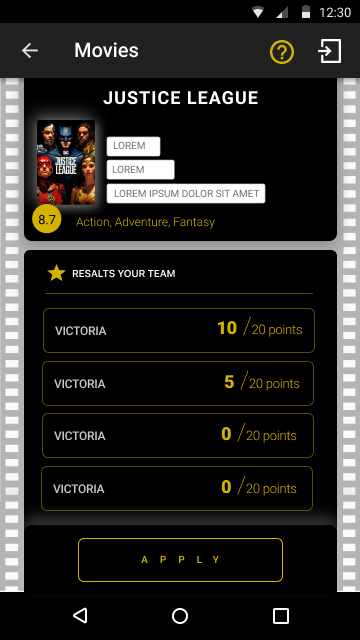 12:30
Movies
JUSTICE LEAGUE
JUSTICE
LEAGUE
LOREM
LOREM
LOREM IPSUM DOLOR SIT AMET
8.7
Action, Adventure, Fantasy
RESALTS YOUR TEAM
VICTORIA 10 /20 points
VICTORIA 5 /20 points
VICTORIA 0 /20 points
VICTORIA 0 /20 points
APPLY